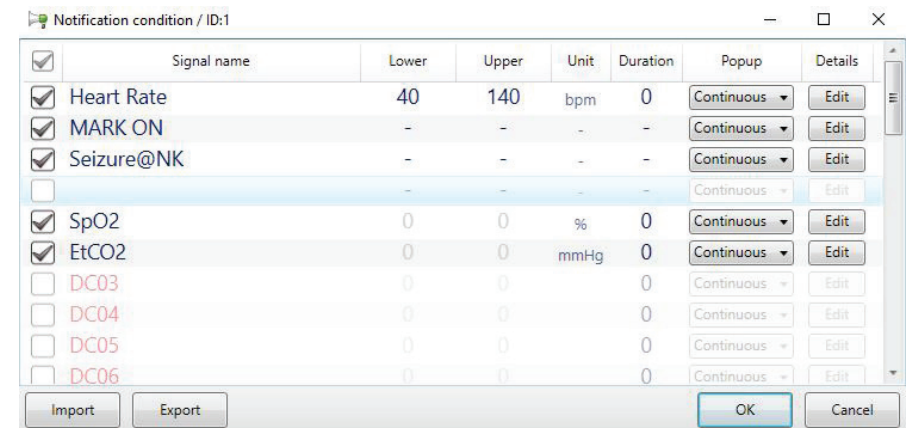 Notification condition / ID:1
Signal name Lower Upper Unit Duration Popup Details
Heart Rate 40 140 bpm 0 Continuous Edit
MARK ON - - - - Continuous Edit
Seizure@NK - - - - Continuous Edit
- - - - Continuous Edit
SpO2 0 0 % 0 Continuous Edit
EtCO2 0 0 mmHg 0 Continuous Edit
DC03 0 0 0 Continuous Edit
DC04 0 0 0 Continuous Edit
DC05 0 0 0 Continuous Edit
DC06 0 0 0 Continuous Edit
Import Export OK Cancel